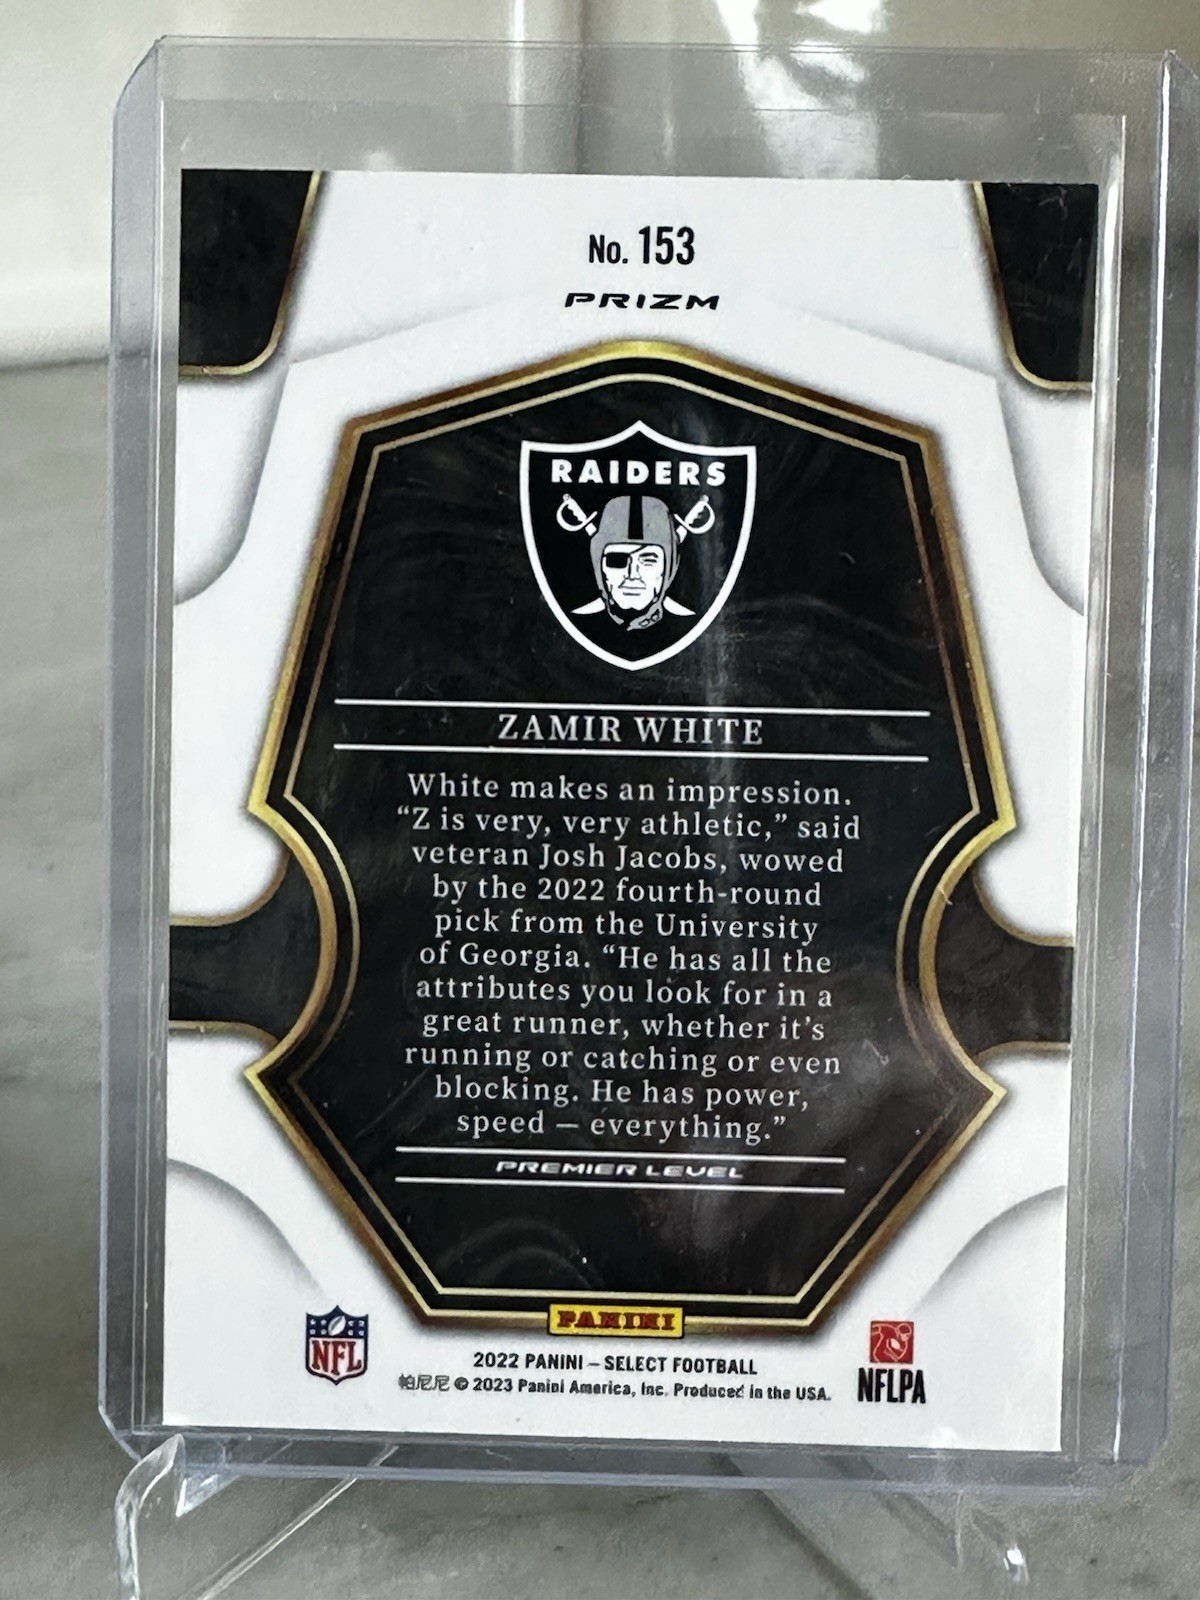 No. 153
PRIZM
RAIDERS
ZAMIR WHITE
White makes an impression.
“Z is very, very athletic,” said
veteran Josh Jacobs, wowed
by the 2022 fourth-round
pick from the University
of Georgia. “He has all the
attributes you look for in a
great runner, whether it’s
running or catching or even
blocking. He has power,
speed — everything.”
PREMIER LEVEL
PANINI
NFL
2022 PANINI – SELECT FOOTBALL
帕尼尼 © 2023 Panini America, Inc. Produced in the USA.
NFLPA